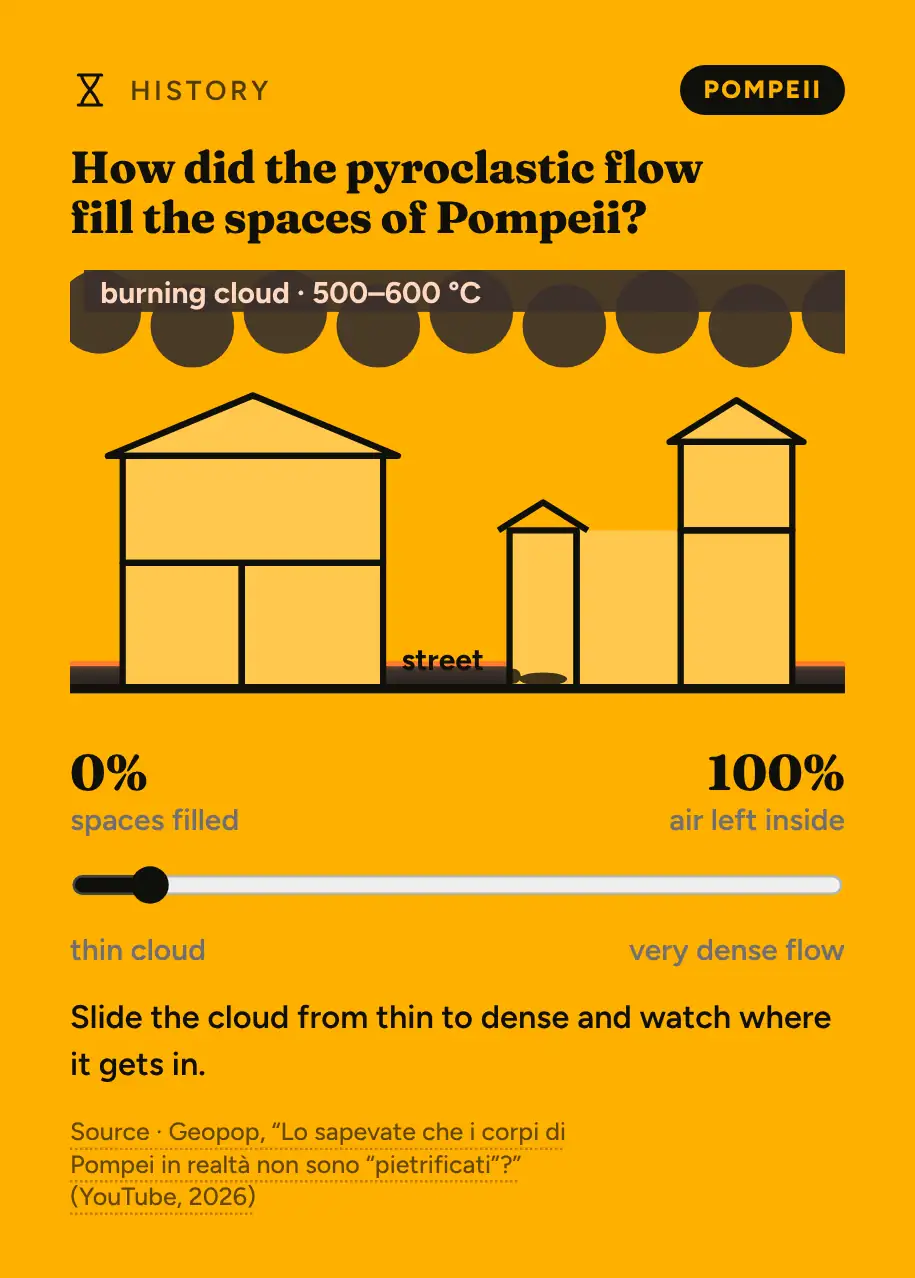 HISTORY
POMPEII
How did the pyroclastic flow
fill the spaces of Pompeii?
burning cloud · 500–600 °C
street
0%
100%
spaces filled
air left inside
thin cloud
very dense flow
Slide the cloud from thin to dense and watch where
it gets in.
Source · Geopop, “Lo sapevate che i corpi di
Pompei in realtà non sono “pietrificati”?”
(YouTube, 2026)